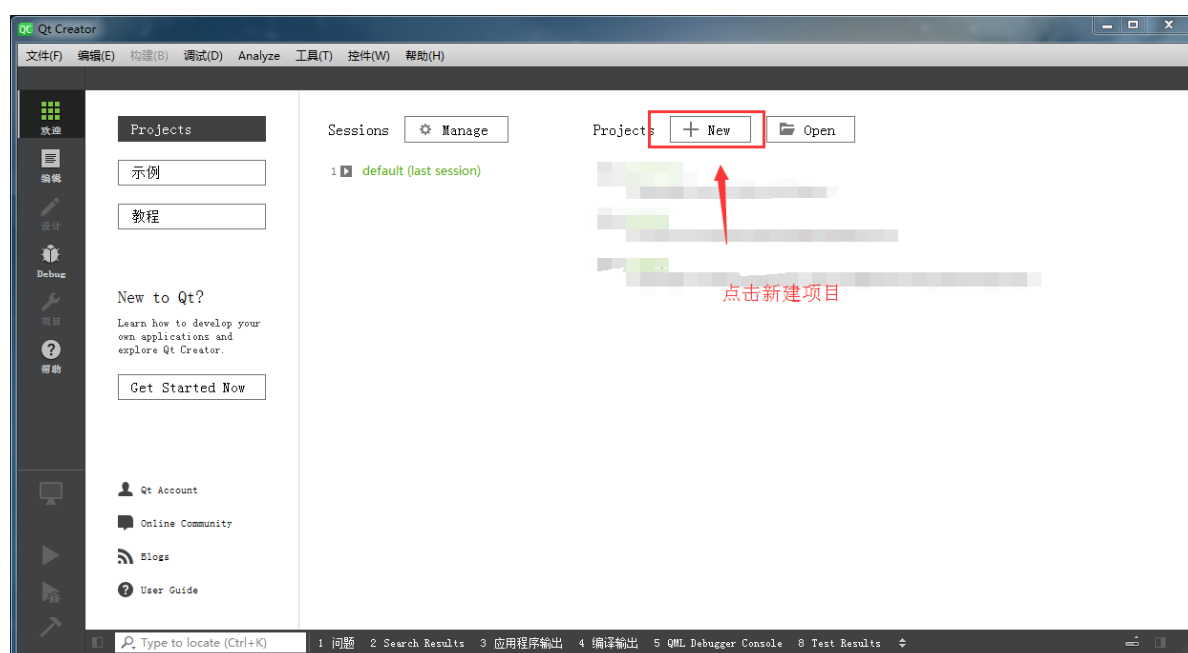 QC Qt Creator
文件(F) 编辑(E) 构建(B) 调试(D) Analyze 工具(T) 控件(W) 帮助(H)
欢迎
编辑
设计
Debug
项目
帮助
Projects
示例
教程
New to Qt?
Learn how to develop your
own applications and
explore Qt Creator.
Get Started Now
Qt Account
Online Community
Blogs
User Guide
Sessions Manage
1 default (last session)
Projects New Open
点击新建项目
Type to locate (Ctrl+K) 1 问题 2 Search Results 3 应用程序输出 4 编译输出 5 QML Debugger Console 8 Test Results